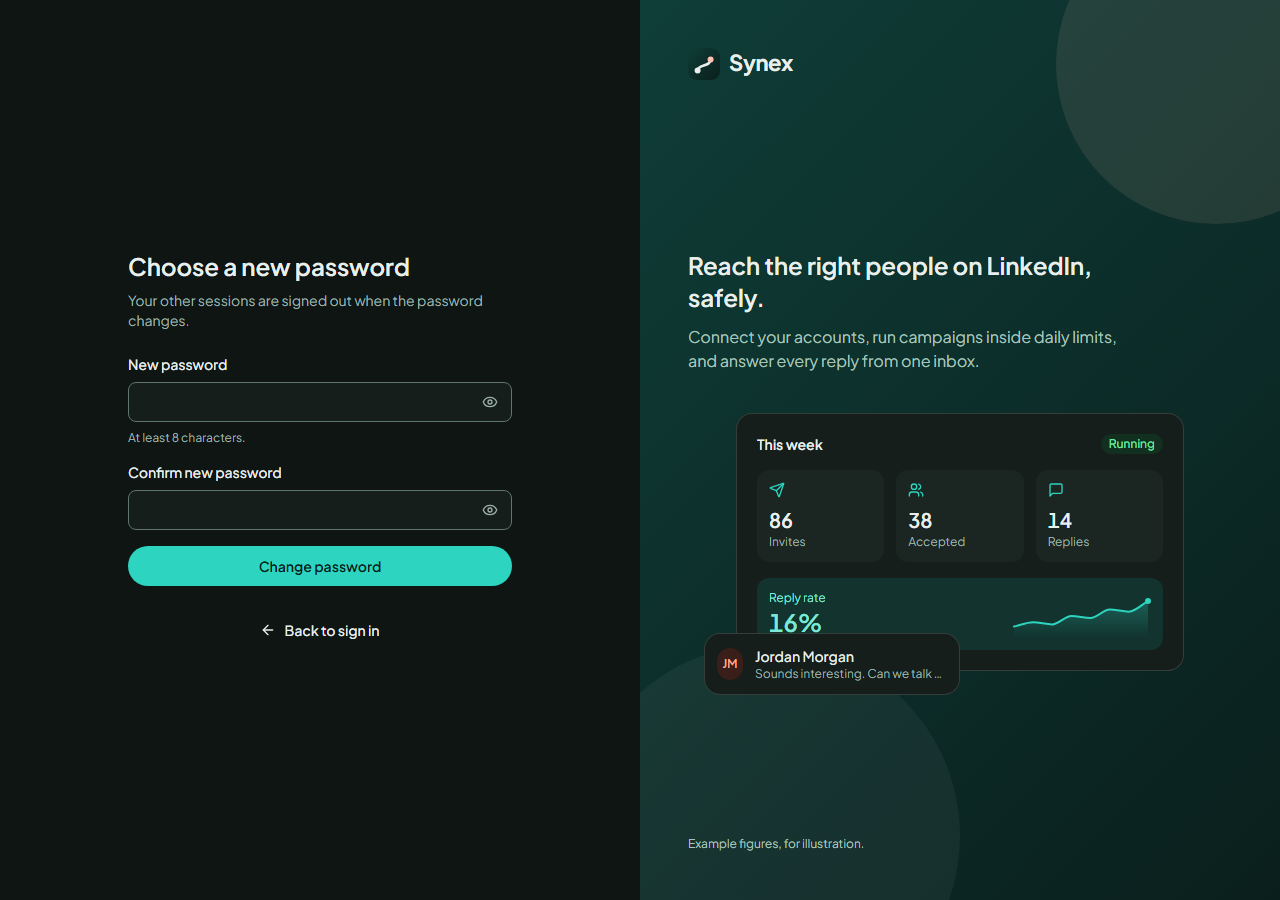 Choose a new password
Your other sessions are signed out when the password
changes.
New password
At least 8 characters.
Confirm new password
Change password
Back to sign in
Synex
Reach the right people on LinkedIn,
safely.
Connect your accounts, run campaigns inside daily limits,
and answer every reply from one inbox.
This week
Running
86
Invites
38
Accepted
14
Replies
Reply rate
16%
JM
Jordan Morgan
Sounds interesting. Can we talk ...
Example figures, for illustration.